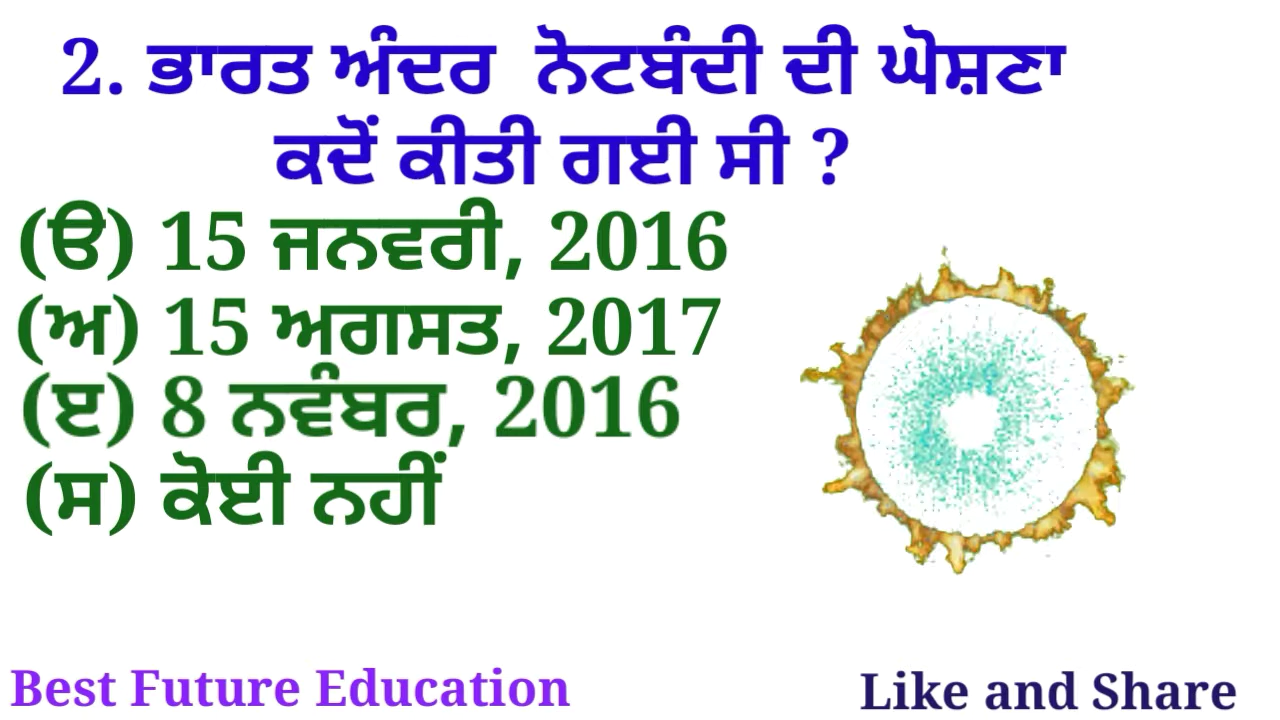 2. ਭਾਰਤ ਅੰਦਰ ਨੋਟਬੰਦੀ ਦੀ ਘੋਸ਼ਣਾ
ਕਦੋਂ ਕੀਤੀ ਗਈ ਸੀ ?
(ੳ) 15 ਜਨਵਰੀ, 2016
(ਅ) 15 ਅਗਸਤ, 2017
(ੲ) 8 ਨਵੰਬਰ, 2016
(ਸ) ਕੋਈ ਨਹੀਂ
Best Future Education
Like and Share